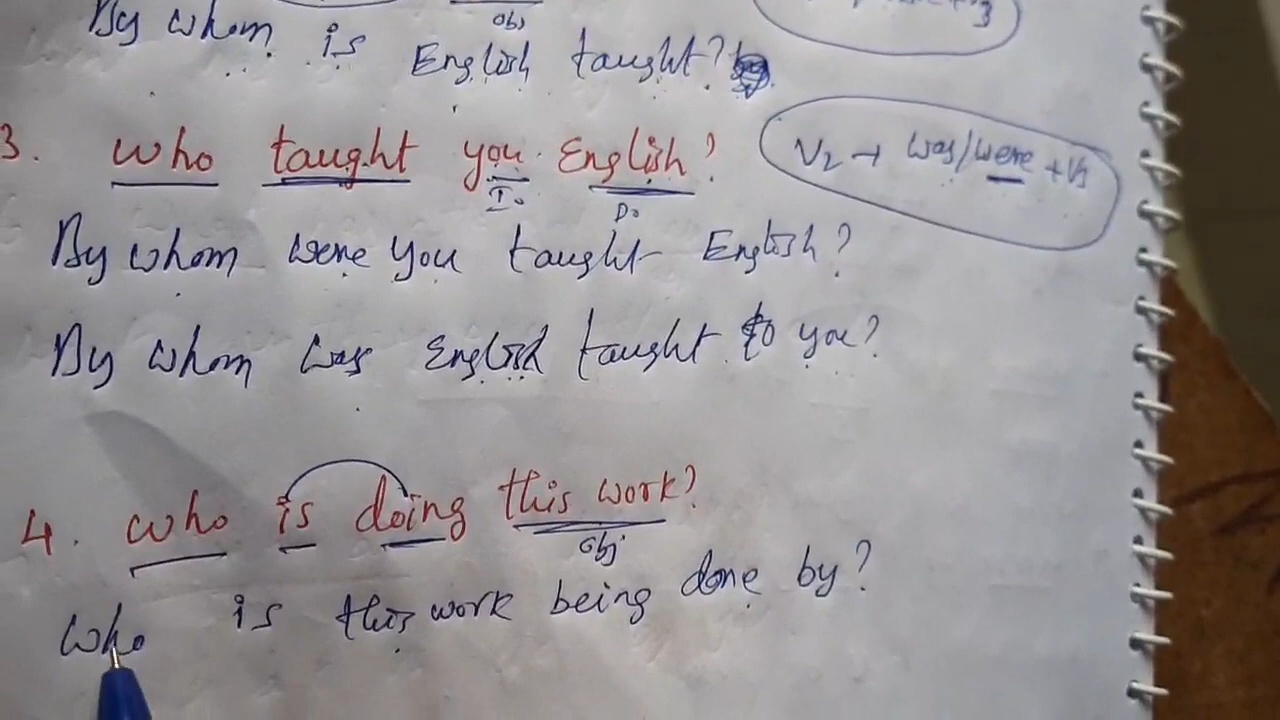 obj
By whom is English taught?
3. Who taught you English?
I.O
D.O
V2 → was/were + V3
By whom were you taught English?
By whom was English taught to you?
4. Who is doing this work?
Obj
Who is this work being done by?